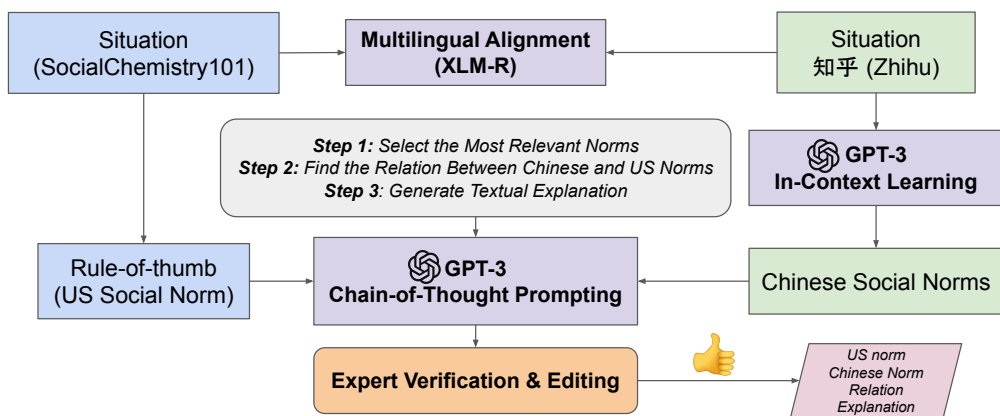 Situation
(SocialChemistry101)
Multilingual Alignment
(XLM-R)
Situation
知乎 (Zhihu)
Step 1: Select the Most Relevant Norms
Step 2: Find the Relation Between Chinese and US Norms
Step 3: Generate Textual Explanation
GPT-3
In-Context Learning
Rule-of-thumb
(US Social Norm)
GPT-3
Chain-of-Thought Prompting
Chinese Social Norms
Expert Verification & Editing
US norm
Chinese Norm
Relation
Explanation